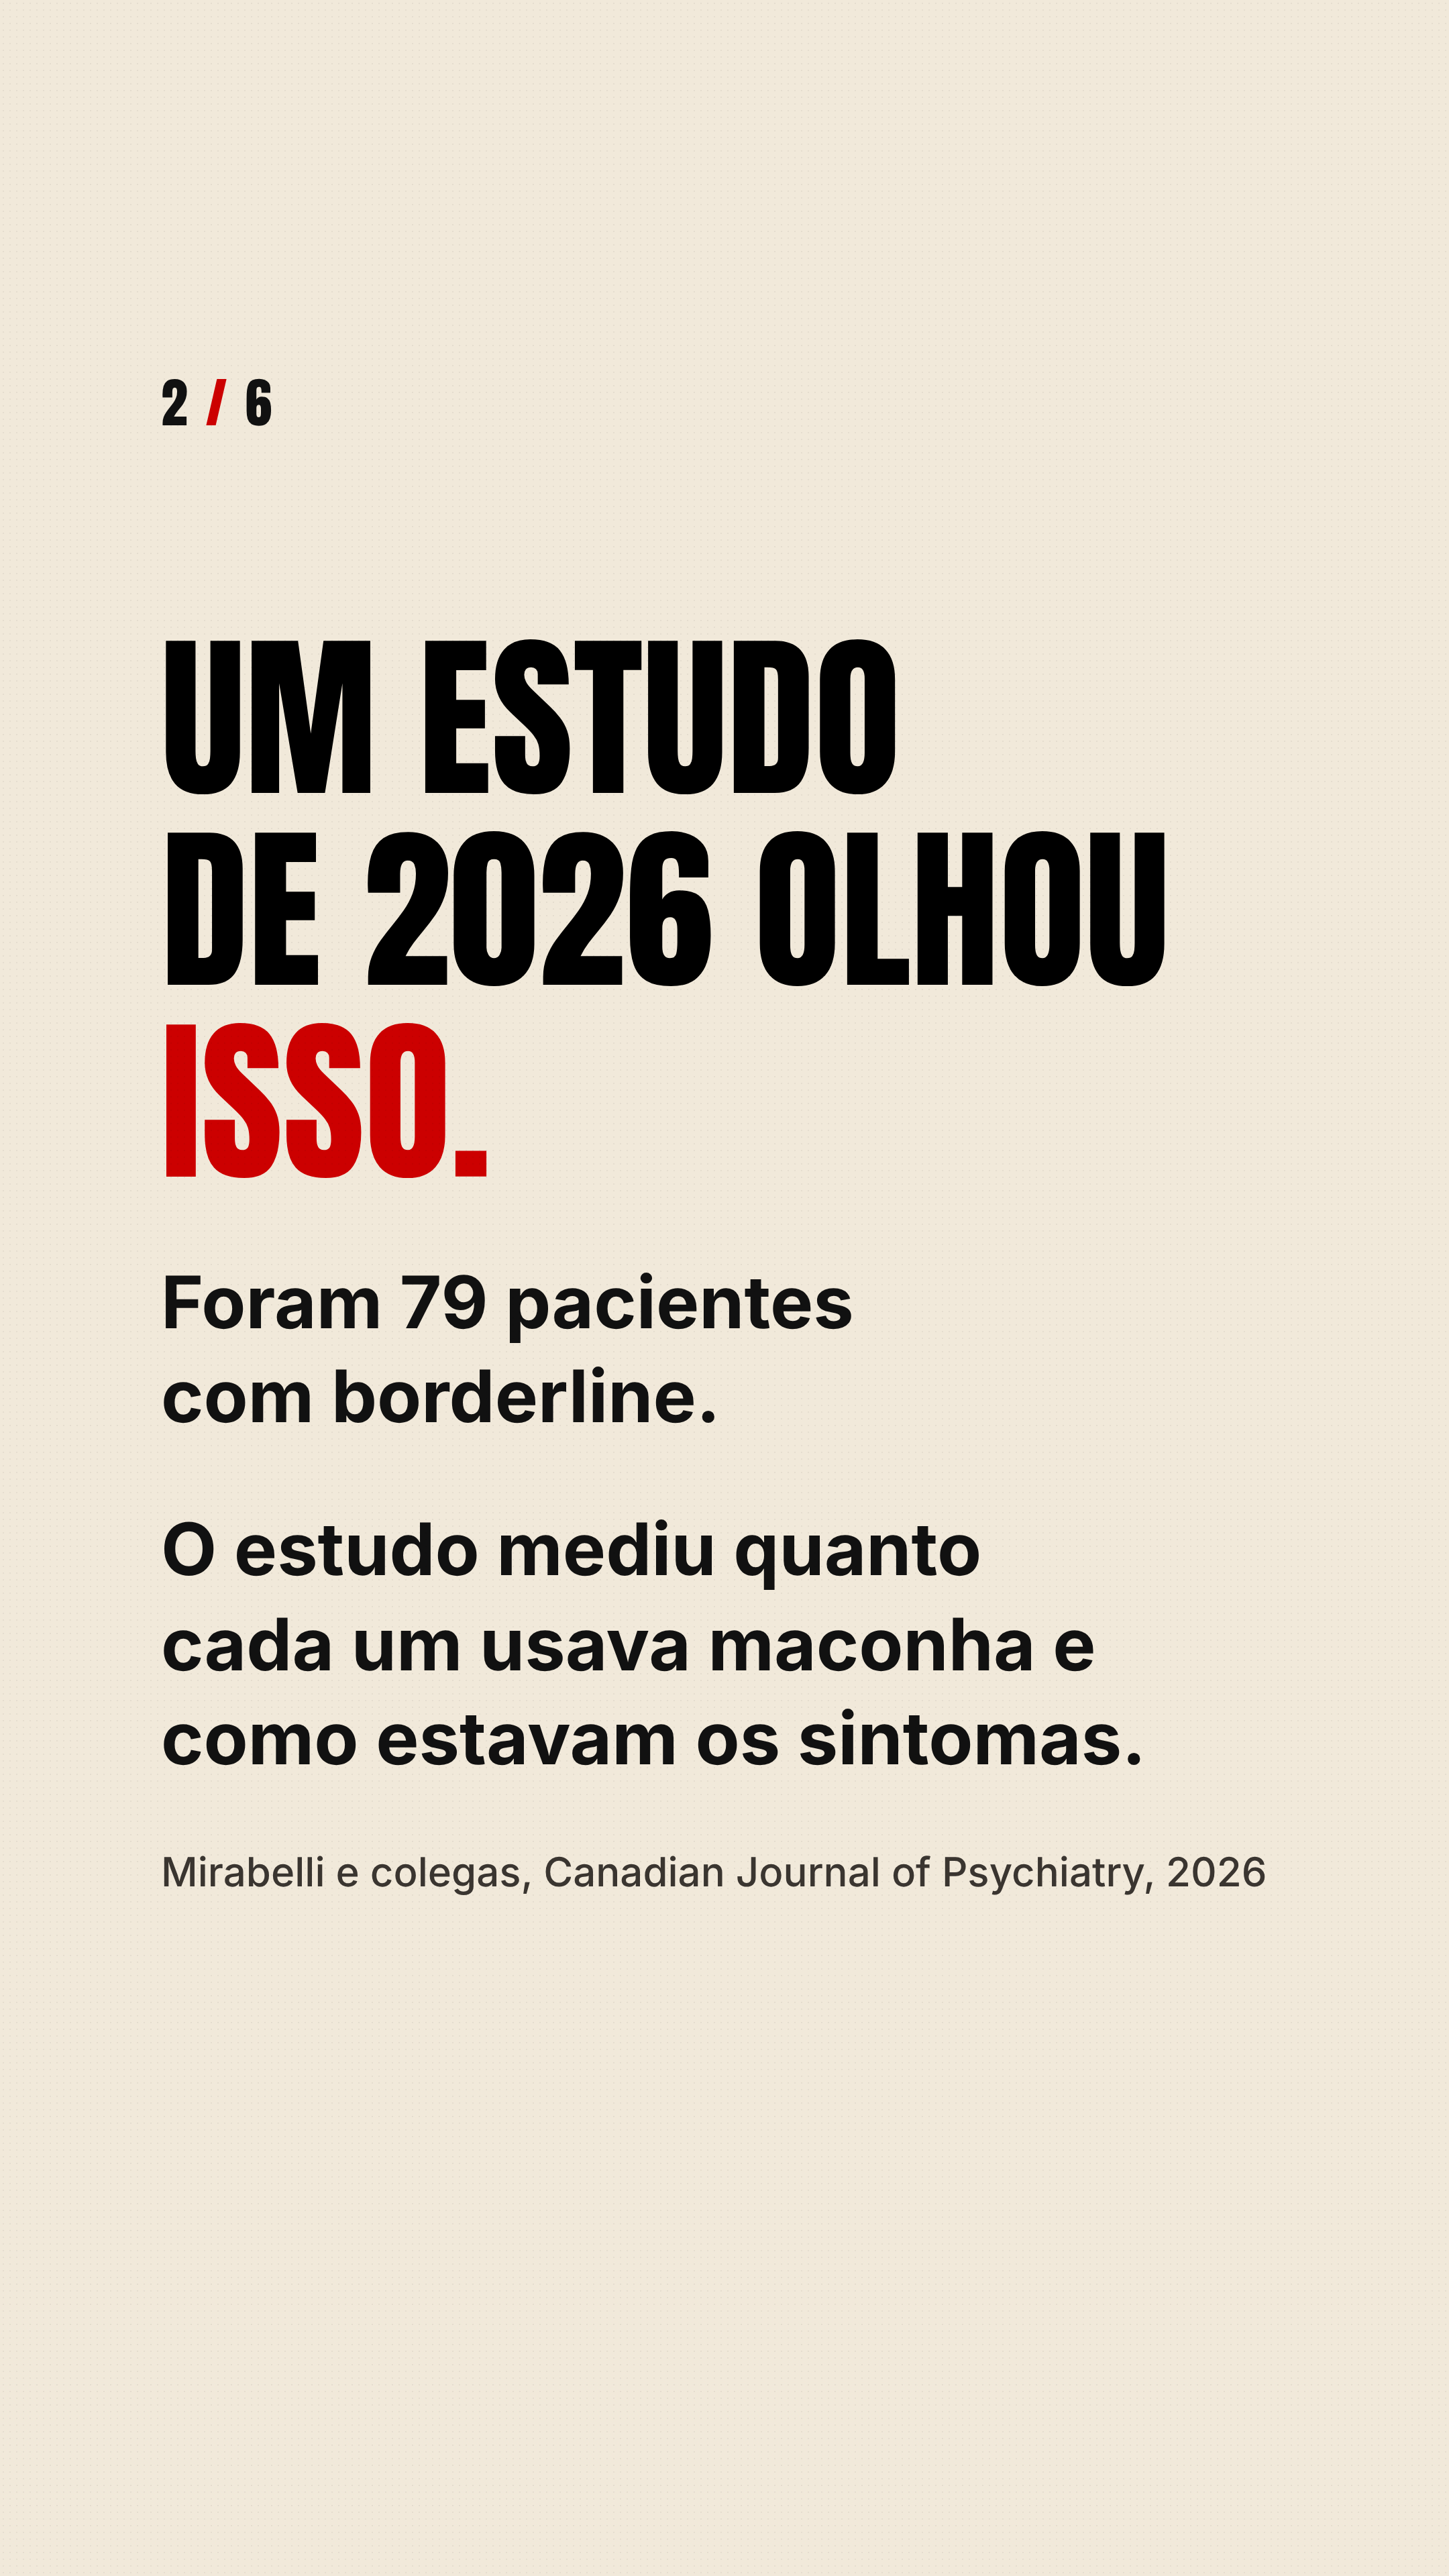 2 / 6
UM ESTUDO
DE 2026 OLHOU
ISSO.
Foram 79 pacientes
com borderline.
O estudo mediu quanto
cada um usava maconha e
como estavam os sintomas.
Mirabelli e colegas, Canadian Journal of Psychiatry, 2026